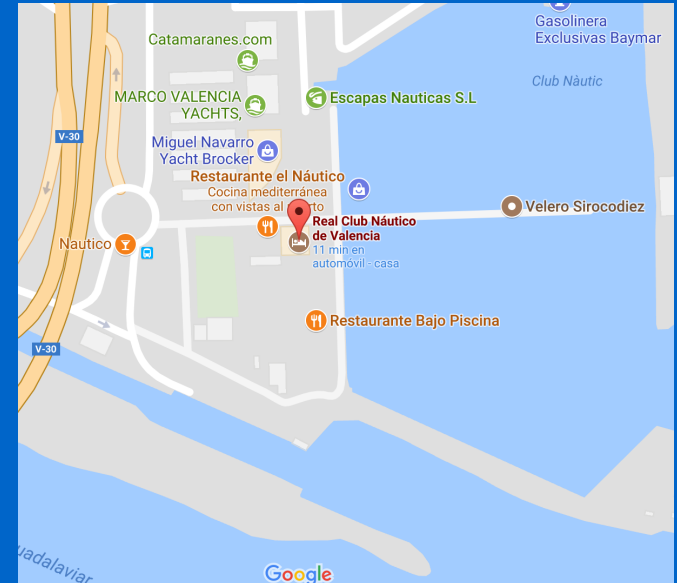 Gasolinera
Exclusivas Baymar
Catamaranes.com
Club Nàutic
MARCO VALENCIA
YACHTS,
Escapas Nauticas S.L
V-30
Miguel Navarro
Yacht Brocker
Restaurante el Náutico
Cocina mediterránea
con vistas al
Velero Sirocodiez
Real Club Náutico
de Valencia
11 min en
automóvil - casa
Nautico
Restaurante Bajo Piscina
V-30
uadalaviar
Google